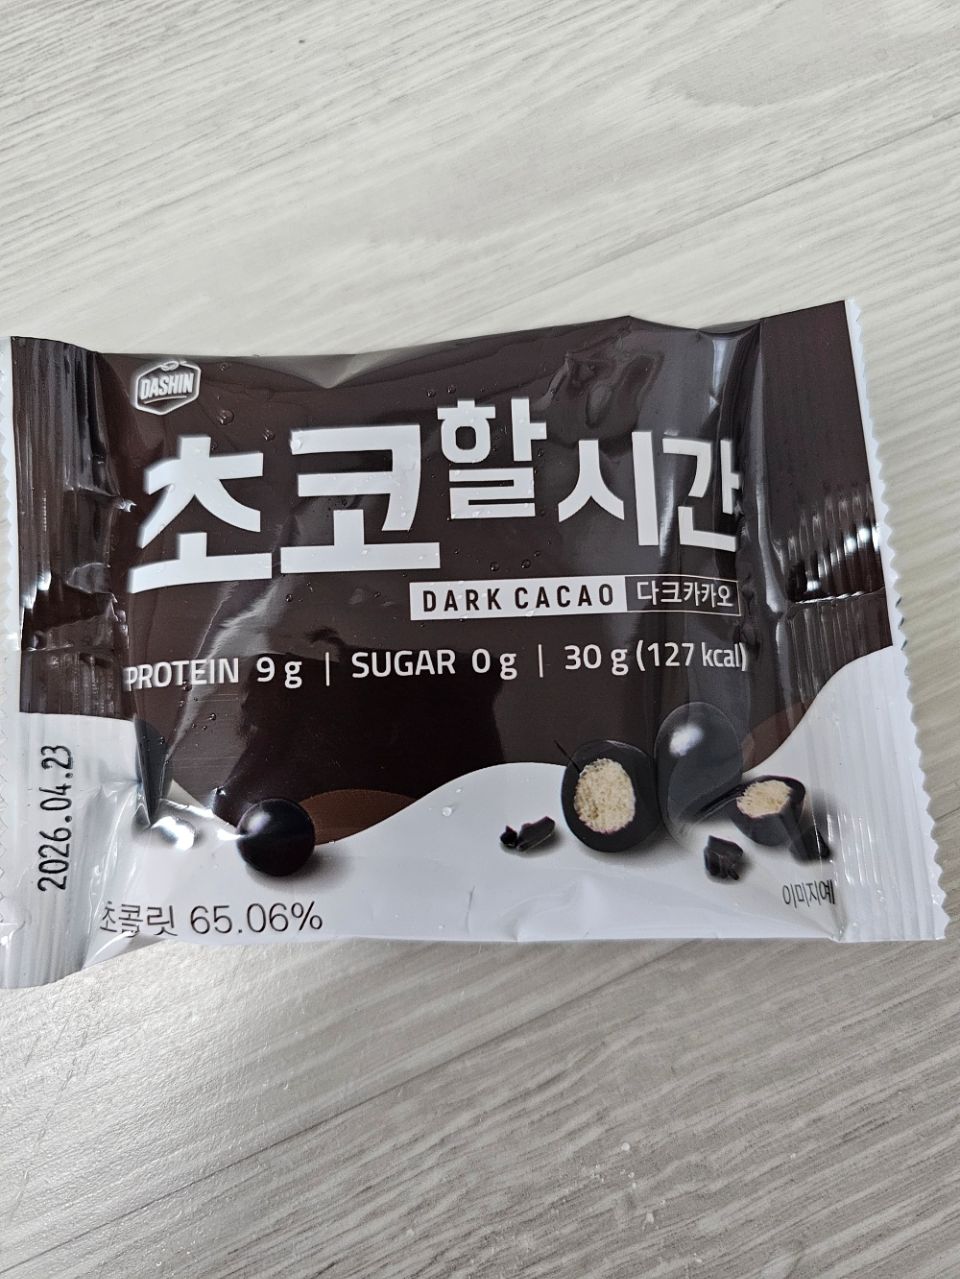 DASHIN
초코할시간
DARK CACAO 다크카카오
PROTEIN 9 g | SUGAR 0 g | 30 g (127 kcal)
2026.04.23
초콜릿 65.06%
이미지예